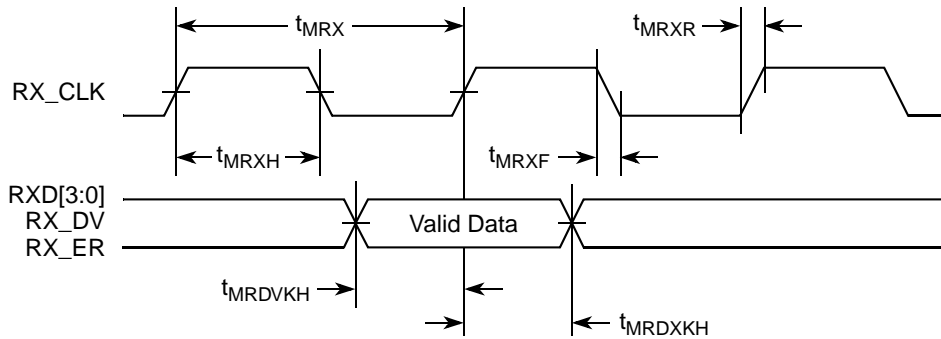 tMRX
tMRXR
RX_CLK
tMRXH
tMRXF
RXD[3:0]
RX_DV
Valid Data
RX_ER
tMRDVKH
tMRDXKH